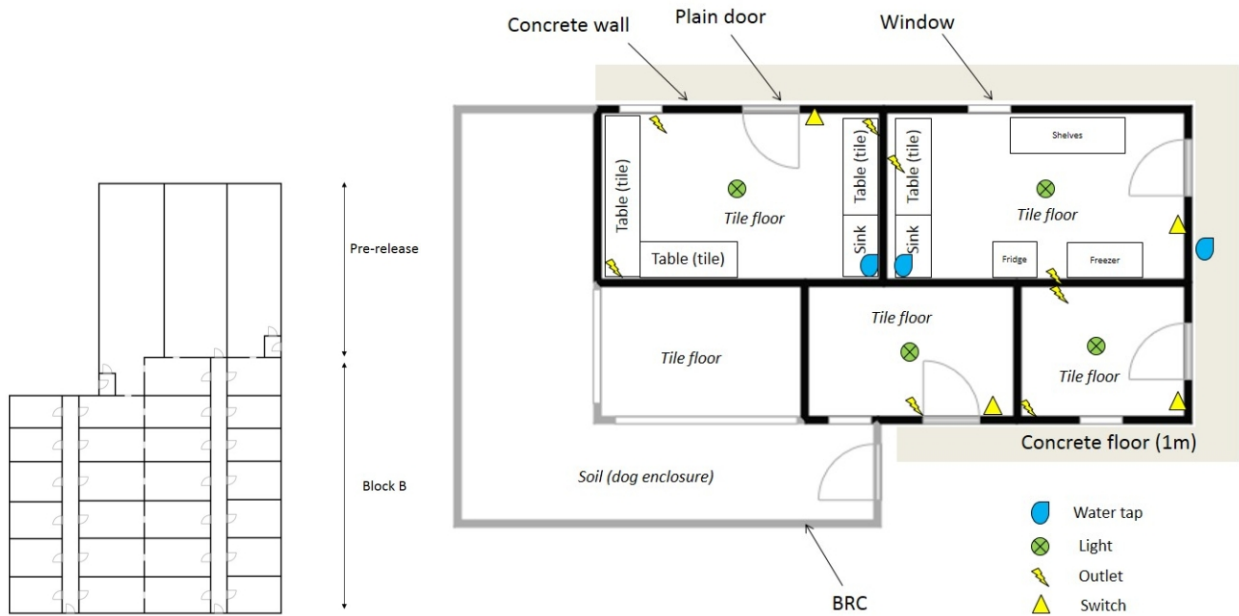 Concrete wall
Plain door
Window
Shelves
Table (tile)
Table (tile)
Table (tile)
Tile floor
Tile floor
Table (tile)
Sink
Sink
Fridge
Freezer
Pre-release
Tile floor
Tile floor
Tile floor
Concrete floor (1m)
Soil (dog enclosure)
Block B
Water tap
Light
Outlet
Switch
BRC